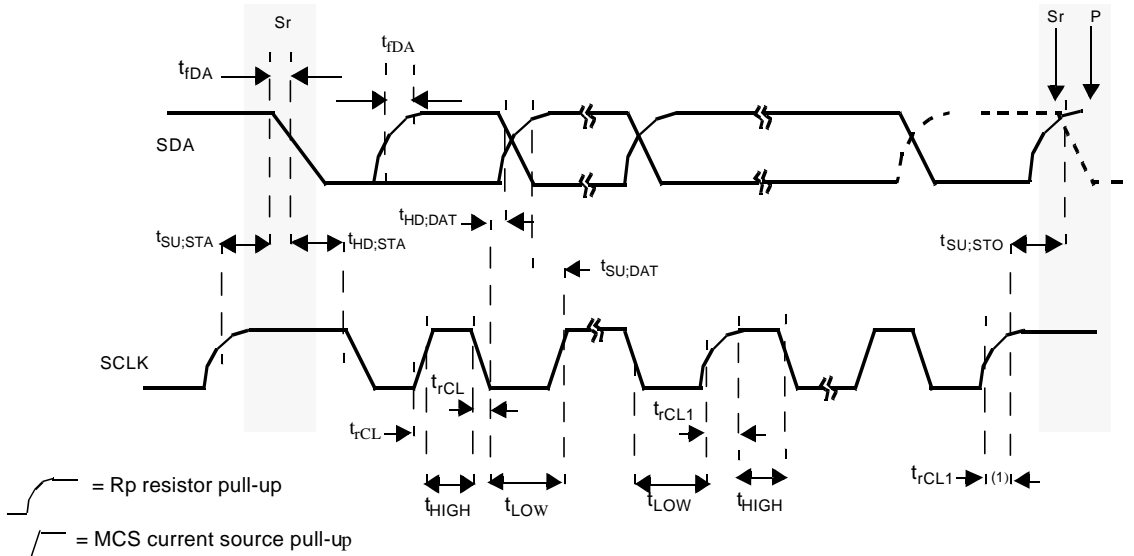 Sr
Sr P
tfDA
tfDA
SDA
tHD;DAT
tSU;STA
tHD;STA
tSU;STO
tSU;DAT
SCLK
trCL
trCL1
trCL
trCL1 (1)
tHIGH
tLOW
tLOW
tHIGH
= Rp resistor pull-up
= MCS current source pull-up